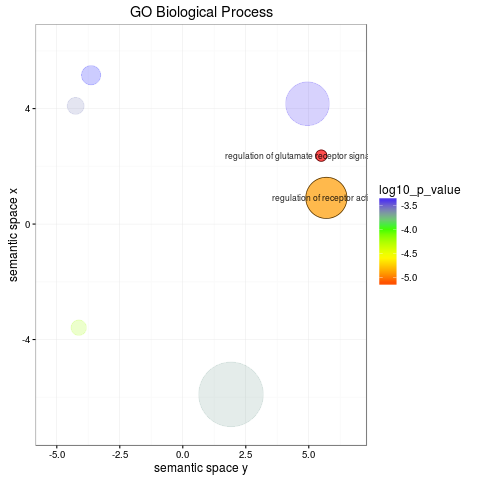 GO Biological Process
4
0
-4
semantic space x
regulation of glutamate receptor signa
regulation of receptor acti
-5.0
-2.5
0.0
2.5
5.0
semantic space y
log10_p_value
-3.5
-4.0
-4.5
-5.0